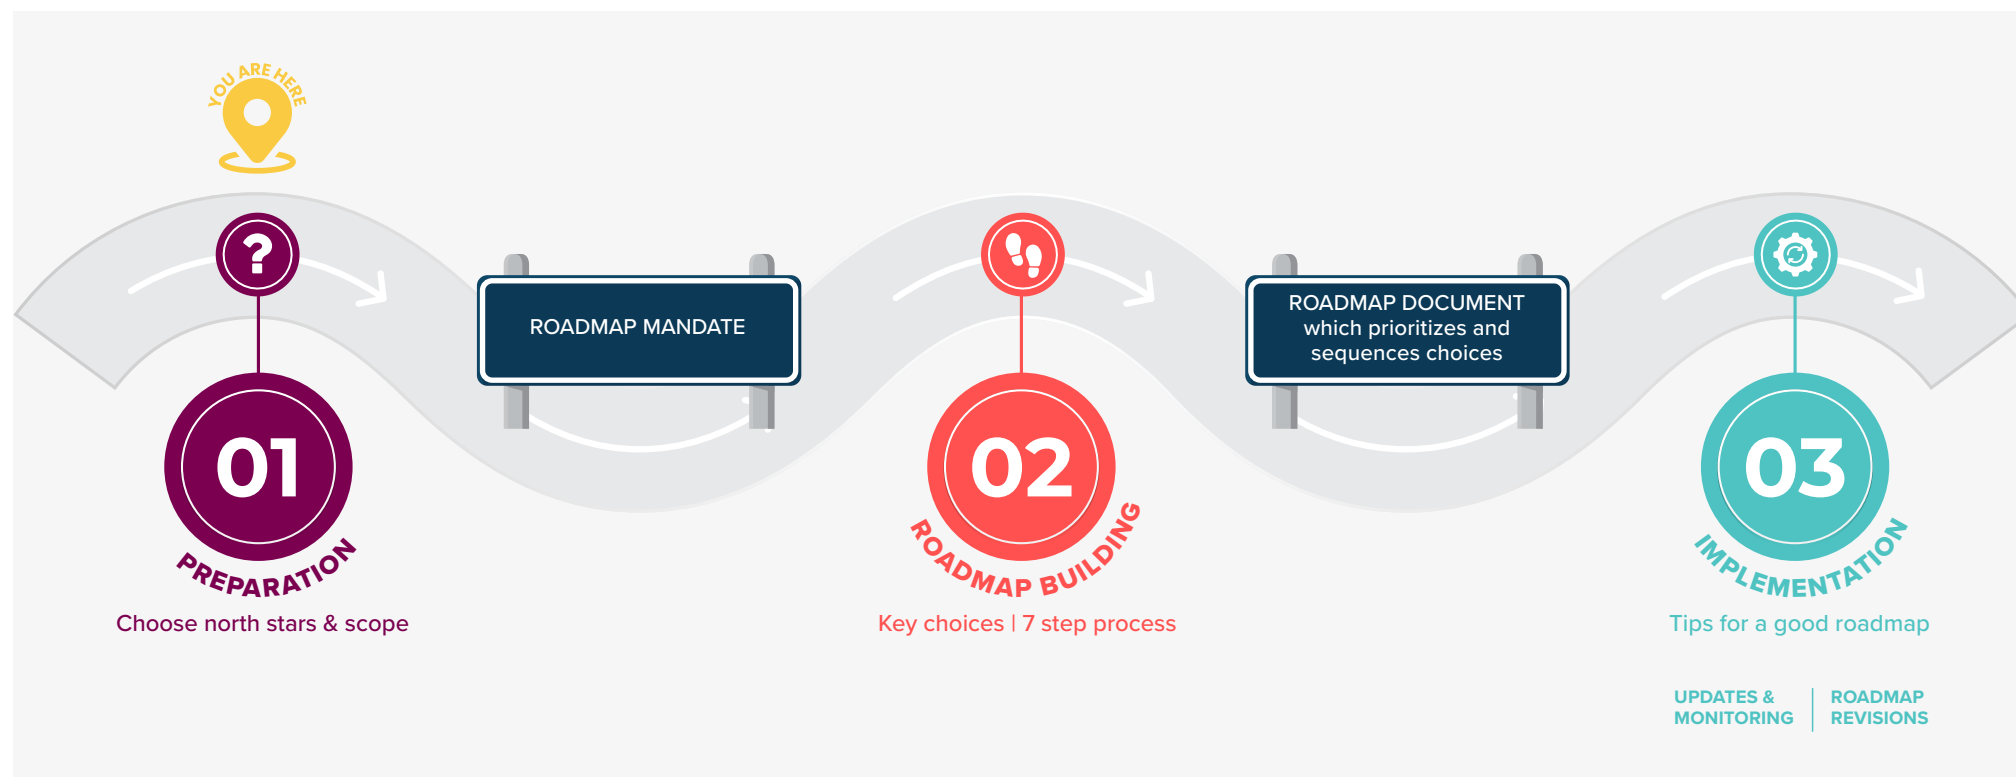 YOU ARE HERE
?
ROADMAP MANDATE
ROADMAP DOCUMENT
which prioritizes and
sequences choices
01
PREPARATION
Choose north stars & scope
02
ROADMAP BUILDING
Key choices | 7 step process
03
IMPLEMENTATION
Tips for a good roadmap
UPDATES &
MONITORING
ROADMAP
REVISIONS